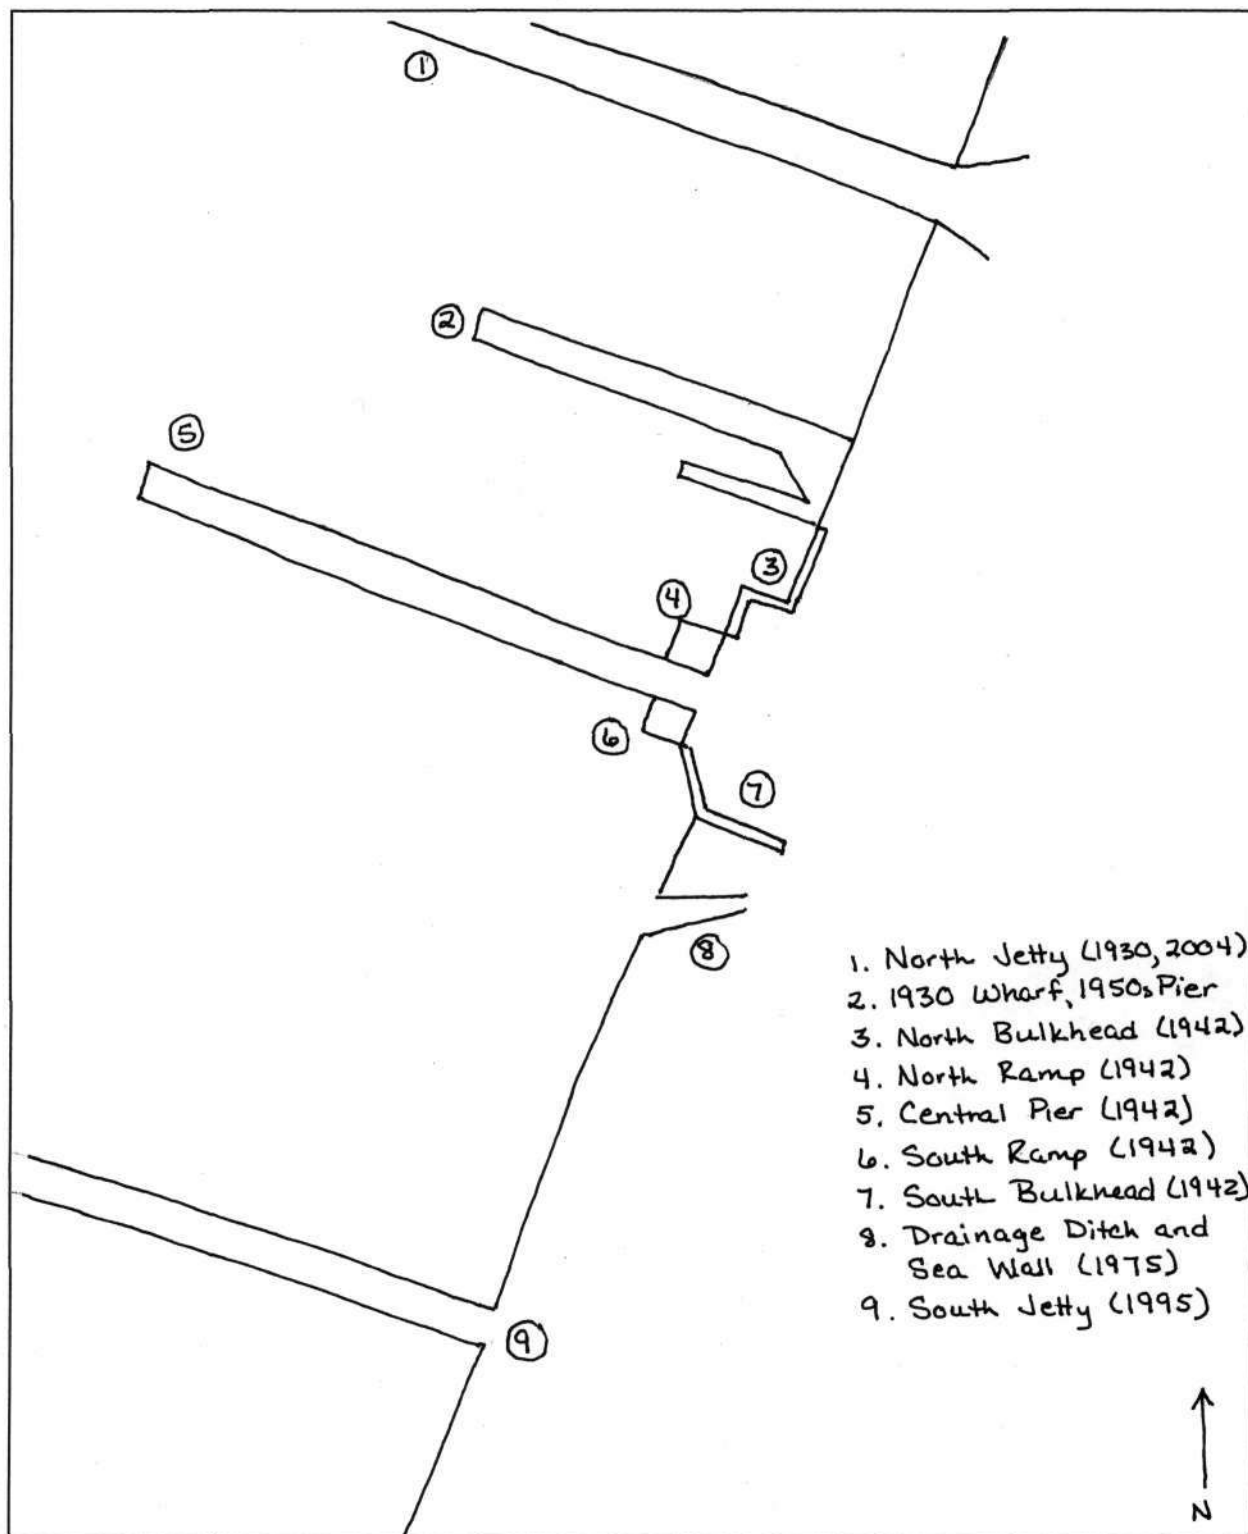 1
2
5
3
4
6
7
8
1. North Jetty (1930, 2004)
2. 1930 Wharf, 1950s Pier
3. North Bulkhead (1942)
4. North Ramp (1942)
5. Central Pier (1942)
6. South Ramp (1942)
7. South Bulkhead (1942)
8. Drainage Ditch and
Sea Wall (1975)
9. South Jetty (1995)
9
N